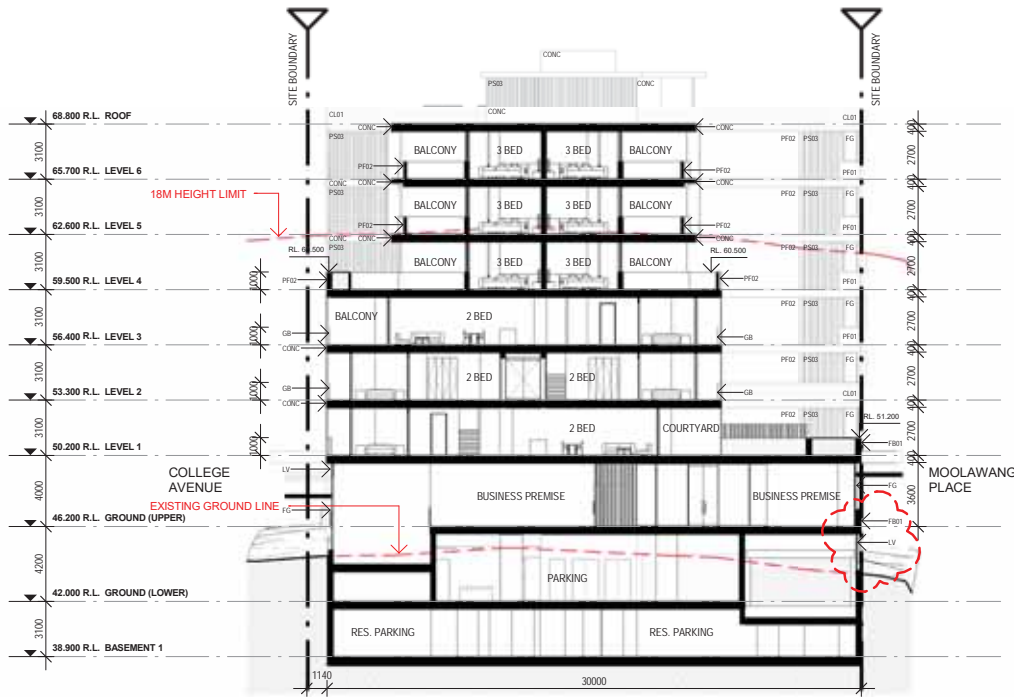 SITE BOUNDARY
SITE BOUNDARY
CONC
PS03
CONC
CONC
68.800 R.L. ROOF
CL01
PS03
CONC
CONC
CL01
PF02 PS03 FG
400
3100
BALCONY
3 BED
3 BED
BALCONY
2700
PF02
PF02
PF01
65.700 R.L. LEVEL 6
CONC
CONC
CONC
PS03
PF02 PS03 FG
400
3100
18M HEIGHT LIMIT
BALCONY
3 BED
3 BED
BALCONY
2700
PF02
PF02
PF01
62.600 R.L. LEVEL 5
CONC
CONC
CONC
PS03
PF02 PS03 FG
400
RL. 60.500
3100
BALCONY
3 BED
3 BED
BALCONY
2700
1000
PF02
PF02
PF01
59.500 R.L. LEVEL 4
PF02 PS03 FG
400
3100
BALCONY
2 BED
2700
1000
GB
GB
PF01
56.400 R.L. LEVEL 3
CONC
PF02 PS03 FG
400
3100
2 BED
2 BED
2700
1000
GB
GB
CL01
53.300 R.L. LEVEL 2
CONC
PF02 PS03 FG
400
RL. 51.200
3100
2 BED
COURTYARD
2700
1000
FB01
50.200 R.L. LEVEL 1
400
LV
COLLEGE
AVENUE
MOOLAWANG
PLACE
4000
BUSINESS PREMISE
BUSINESS PREMISE
FG
3600
EXISTING GROUND LINE
FG
FB01
46.200 R.L. GROUND (UPPER)
LV
4200
PARKING
42.000 R.L. GROUND (LOWER)
3100
RES. PARKING
RES. PARKING
38.900 R.L. BASEMENT 1
1140
30000